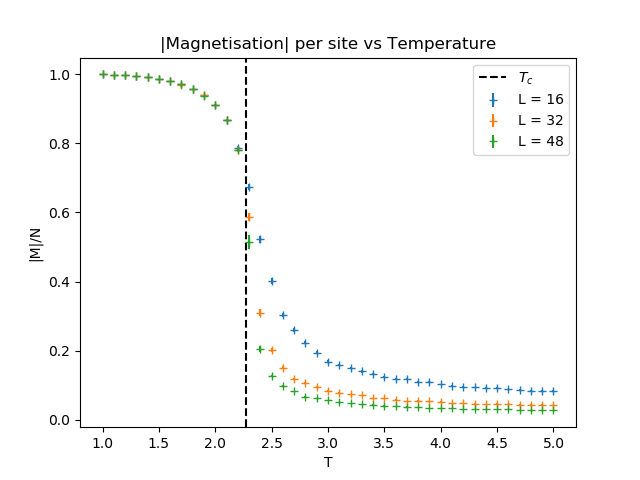 |Magnetisation| per site vs Temperature
1.0
0.8
0.6
0.4
0.2
0.0
|M|/N
T_c
L = 16
L = 32
L = 48
1.0 1.5 2.0 2.5 3.0 3.5 4.0 4.5 5.0
T